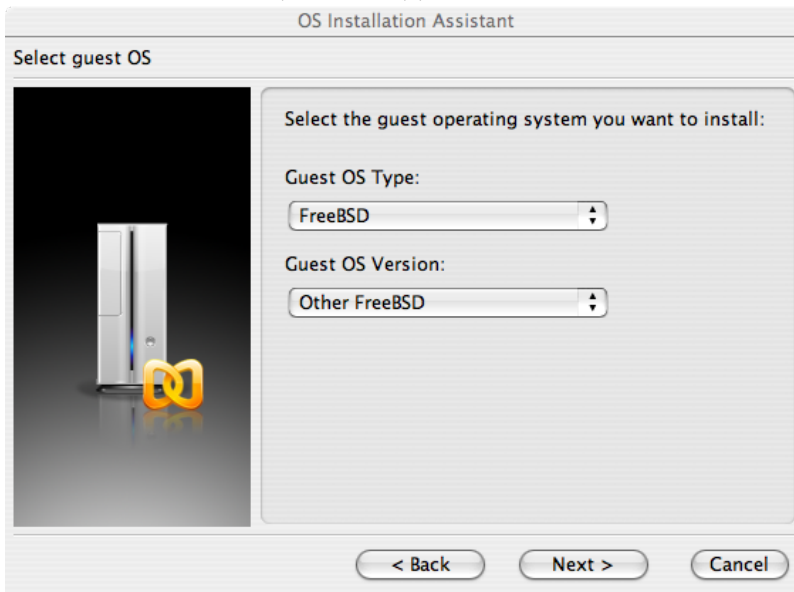 OS Installation Assistant
Select guest OS
Select the guest operating system you want to install:
Guest OS Type:
FreeBSD
Guest OS Version:
Other FreeBSD
< Back
Next >
Cancel